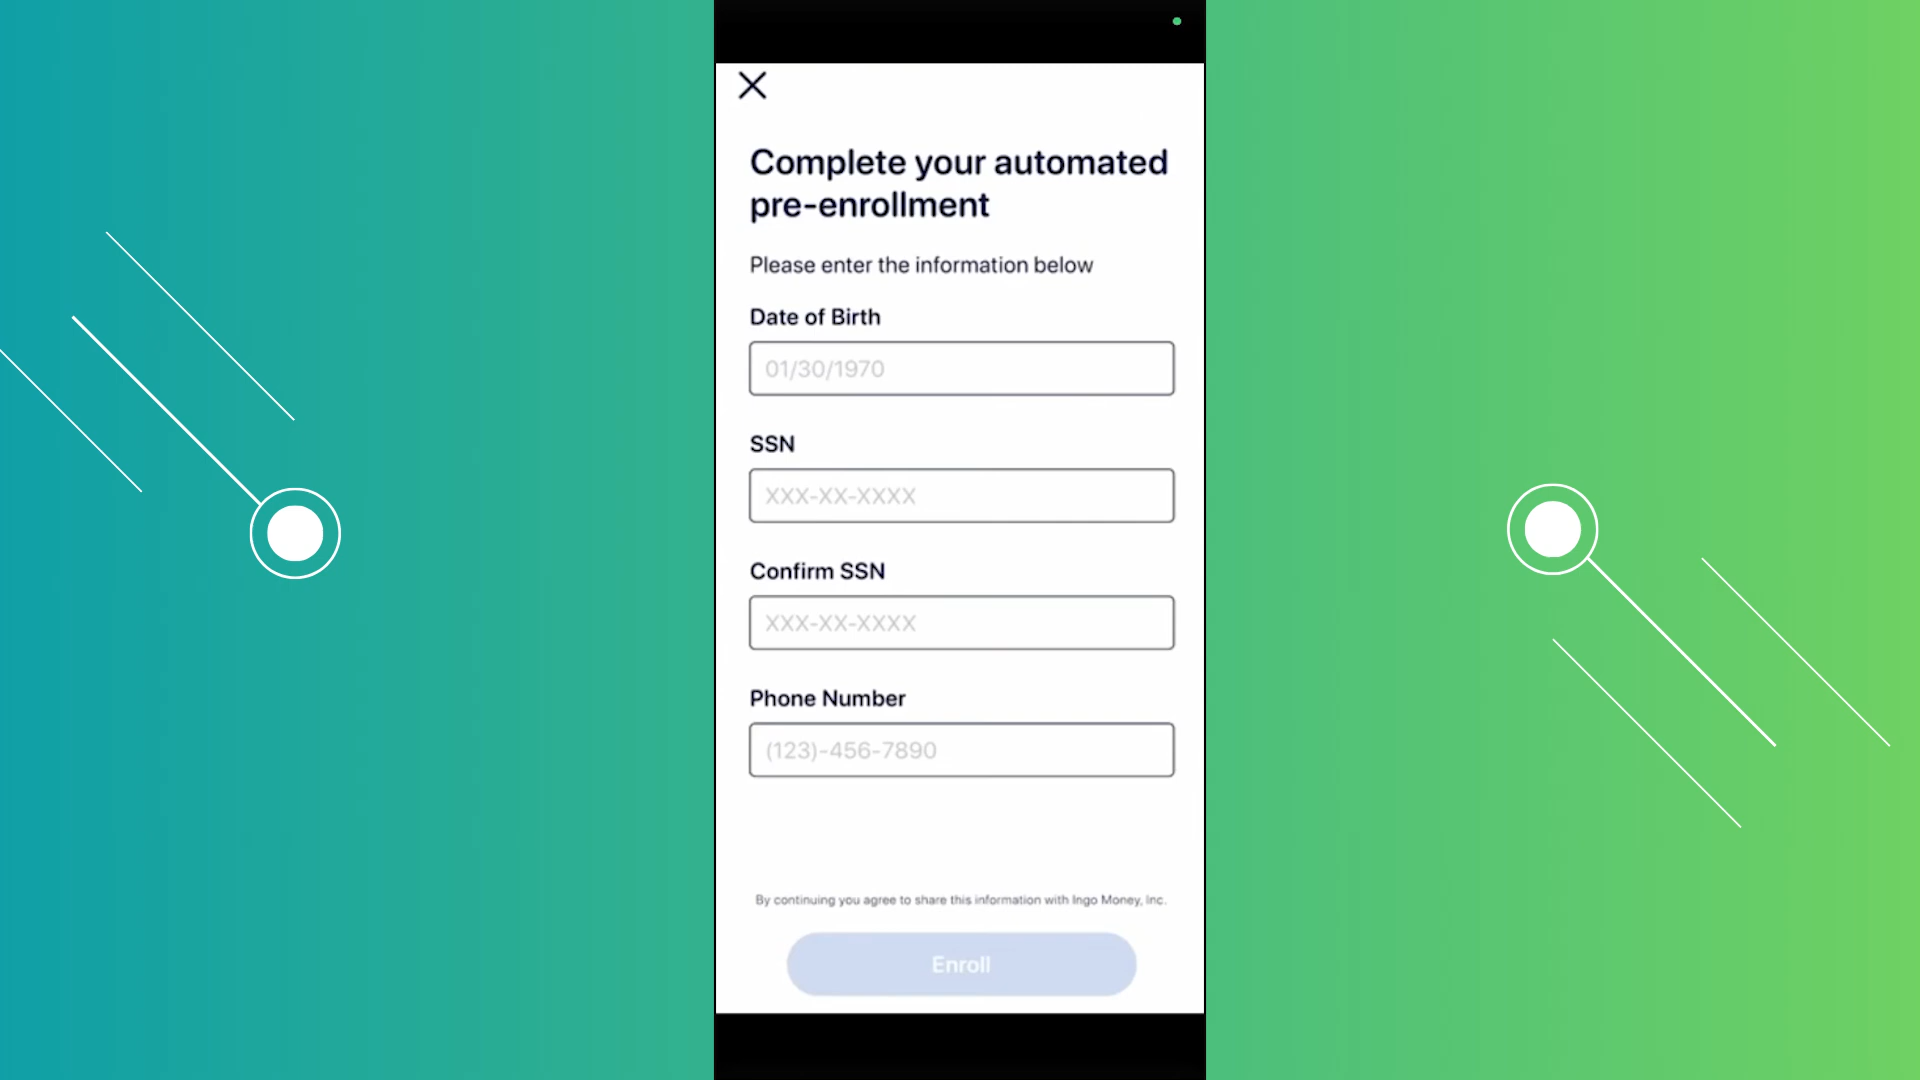 Complete your automated
pre-enrollment
Please enter the information below
Date of Birth
01/30/1970
SSN
XXX-XX-XXXX
Confirm SSN
XXX-XX-XXXX
Phone Number
(123)-456-7890
By continuing you agree to share this information with Ingo Money, Inc.
Enroll